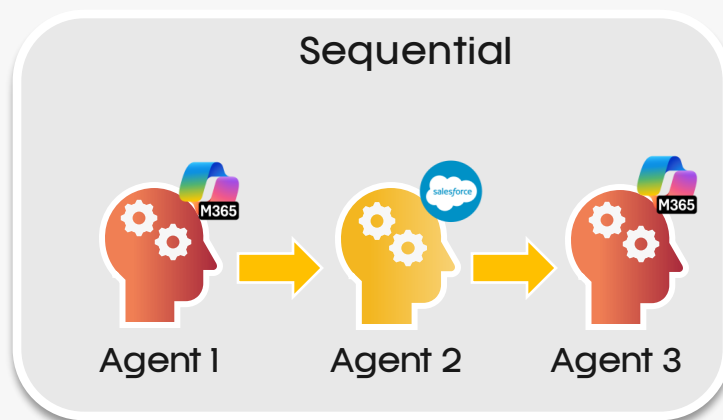 Sequential
M365
salesforce
M365
Agent 1
Agent 2
Agent 3